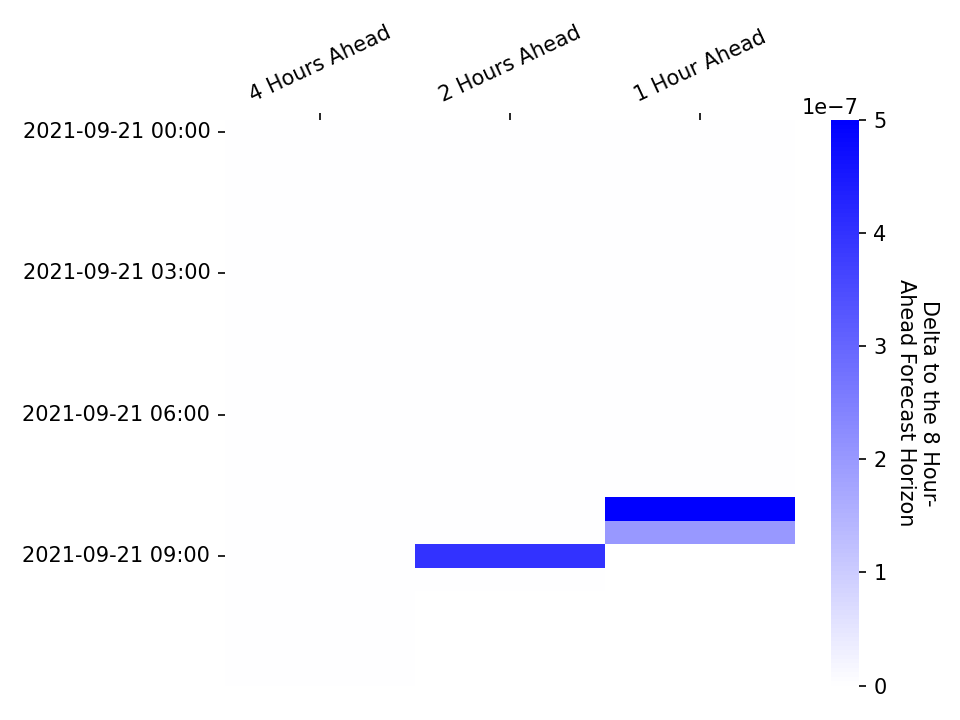 4 Hours Ahead
2 Hours Ahead
1 Hour Ahead
2021-09-21 00:00
2021-09-21 03:00
2021-09-21 06:00
2021-09-21 09:00
1e−7
5
4
3
2
1
0
Delta to the 8 Hour-
Ahead Forecast Horizon